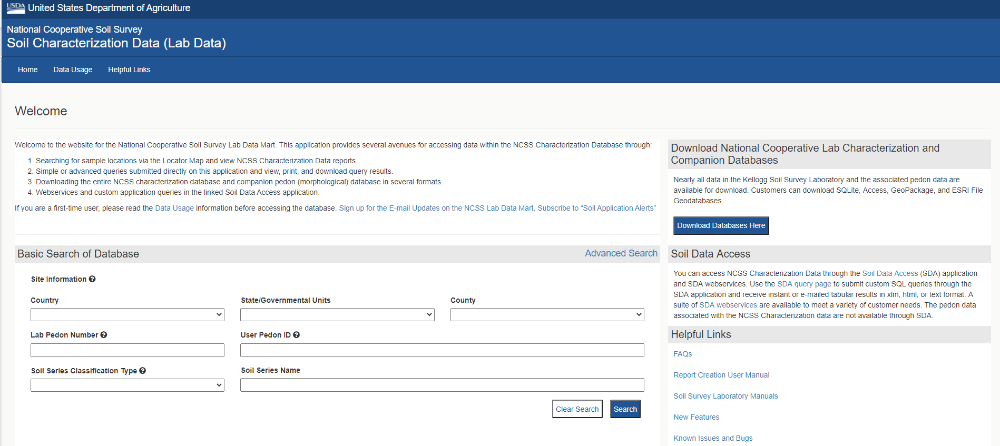 USDA United States Department of Agriculture
National Cooperative Soil Survey
Soil Characterization Data (Lab Data)
Home Data Usage Helpful Links
Welcome
Welcome to the website for the National Cooperative Soil Survey Lab Data Mart. This application provides several avenues for accessing data within the NCSS Characterization Database through:
1. Searching for sample locations via the Locator Map and view NCSS Characterization Data reports.
2. Simple or advanced queries submitted directly on this application and view, print, and download query results.
3. Downloading the entire NCSS characterization database and companion pedon (morphological) database in several formats.
4. Webservices and custom application queries in the linked Soil Data Access application.
If you are a first-time user, please read the Data Usage information before accessing the database. Sign up for the E-mail Updates on the NCSS Lab Data Mart. Subscribe to “Soil Application Alerts”
Basic Search of Database Advanced Search
Site Information
Country State/Governmental Units County
Lab Pedon Number User Pedon ID
Soil Series Classification Type Soil Series Name
Clear Search Search
Download National Cooperative Lab Characterization and
Companion Databases
Nearly all data in the Kellogg Soil Survey Laboratory and the associated pedon data are
available for download. Customers can download SQLite, Access, GeoPackage, and ESRI File
Geodatabases.
Download Databases Here
Soil Data Access
You can access NCSS Characterization Data through the Soil Data Access (SDA) application
and SDA webservices. Use the SDA query page to submit custom SQL queries through the
SDA application and receive instant or e-mailed tabular results in xlm, html, or text format. A
suite of SDA webservices are available to meet a variety of customer needs. The pedon data
associated with the NCSS Characterization data are not available through SDA.
Helpful Links
FAQs
Report Creation User Manual
Soil Survey Laboratory Manuals
New Features
Known Issues and Bugs